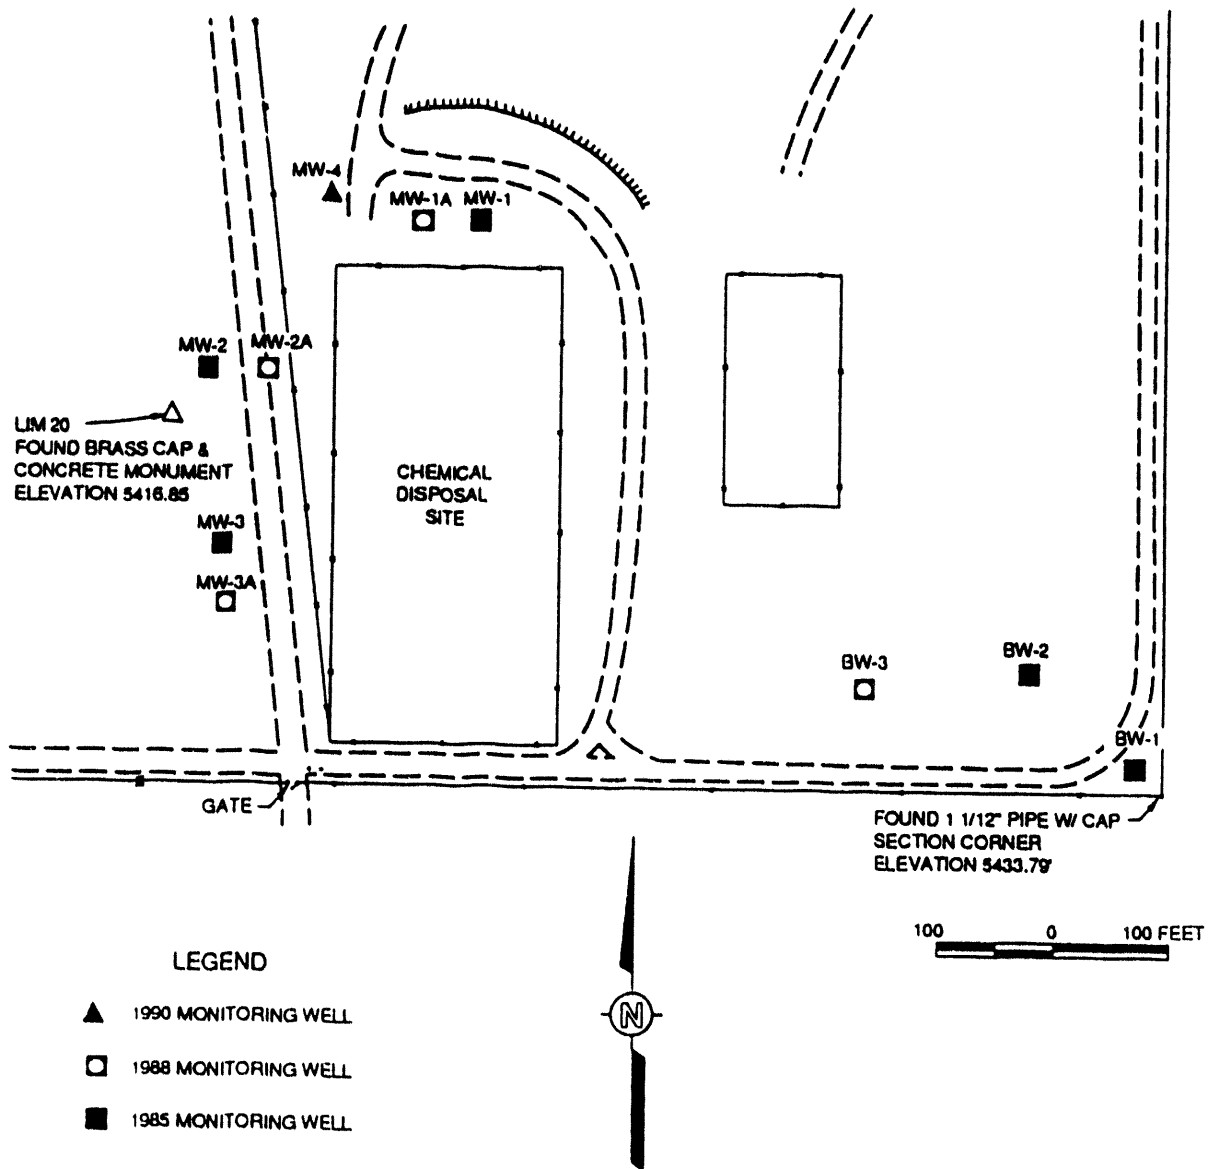 MW-4
MW-1A
MW-1
MW-2
MW-2A
LIM 20
FOUND BRASS CAP &
CONCRETE MONUMENT
ELEVATION 5416.85
CHEMICAL
DISPOSAL
SITE
MW-3
MW-3A
BW-3
BW-2
BW-1
GATE
FOUND 1 1/12" PIPE W/ CAP
SECTION CORNER
ELEVATION 5433.79'
100 0 100 FEET
LEGEND
1990 MONITORING WELL
N
1988 MONITORING WELL
1985 MONITORING WELL